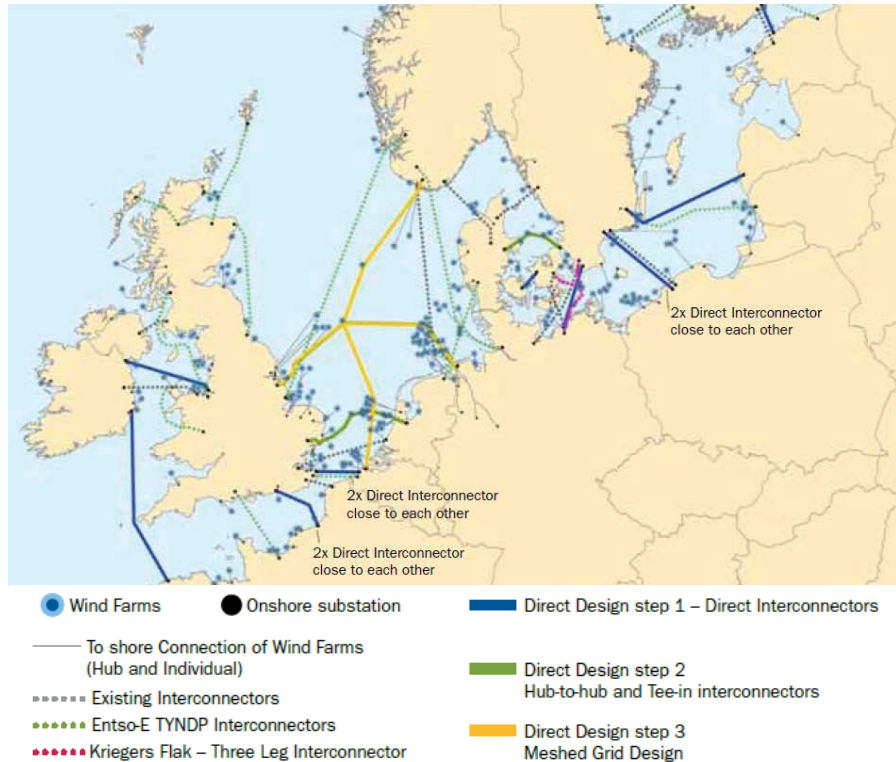 2x Direct Interconnector
close to each other
2x Direct Interconnector
close to each other
2x Direct Interconnector
close to each other
Wind Farms
Onshore substation
Direct Design step 1 – Direct Interconnectors
To shore Connection of Wind Farms
(Hub and Individual)
Direct Design step 2
Hub-to-hub and Tee-in interconnectors
Existing Interconnectors
Entso-E TYNDP Interconnectors
Direct Design step 3
Meshed Grid Design
Kriegers Flak – Three Leg Interconnector